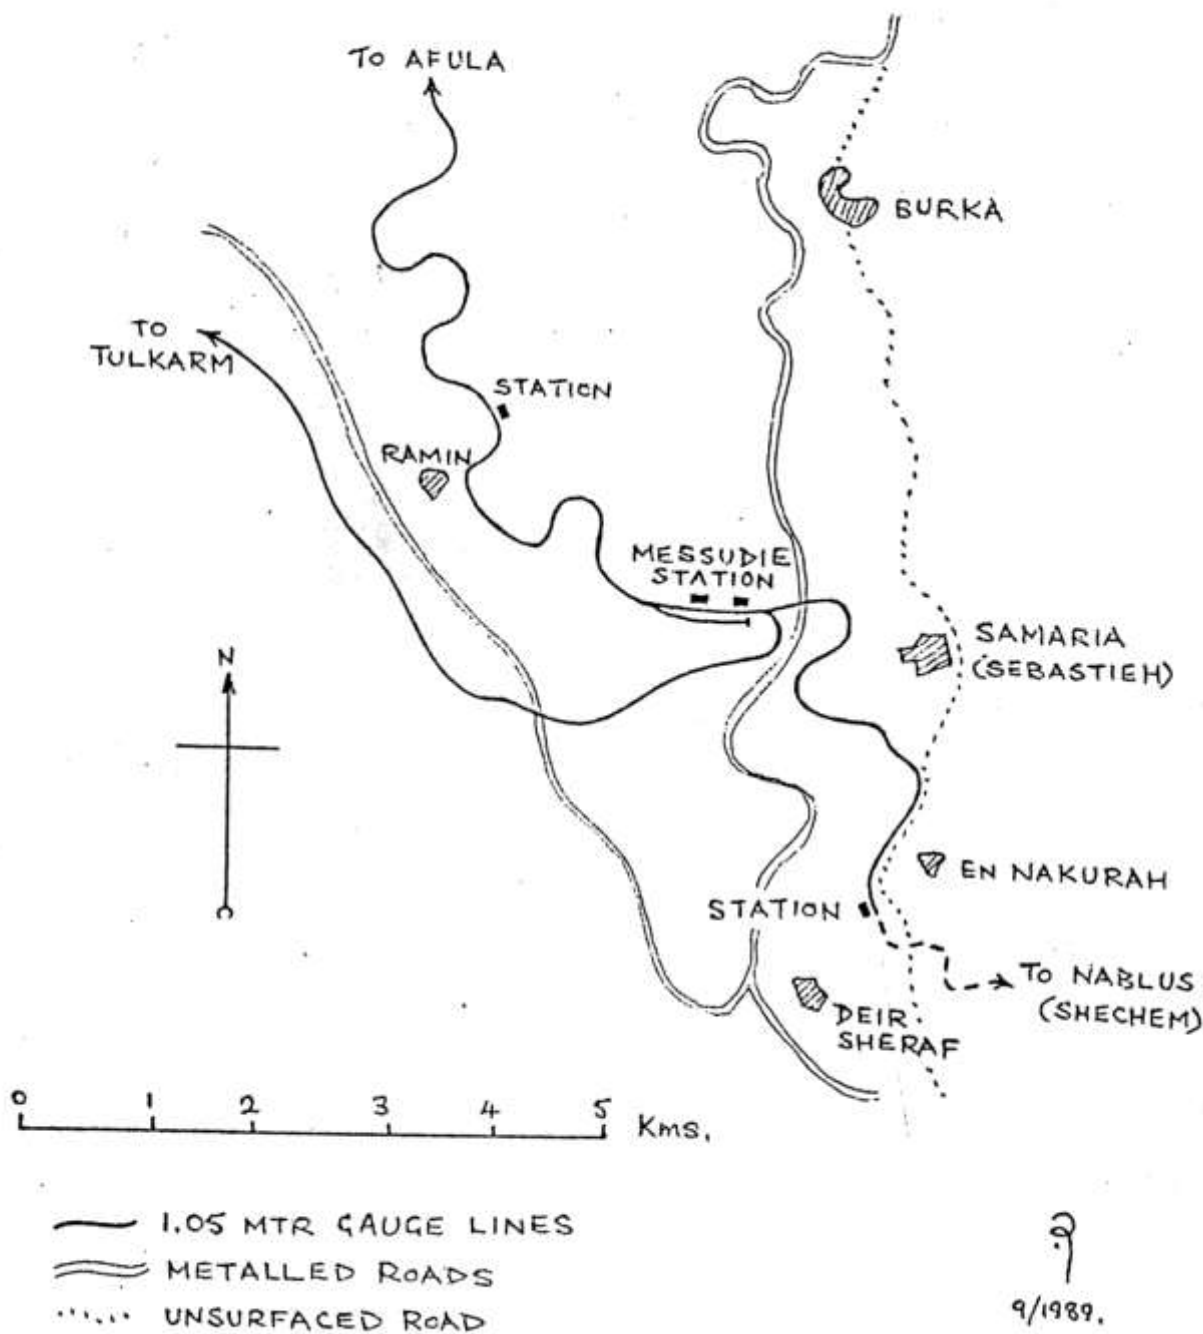 TO AFULA
BURKA
TO
TULKARM
STATION
RAMIN
MESSUDIE
STATION
SAMARIA
(SEBASTIEH)
N
EN NAKURAH
STATION
TO NABLUS
(SHECHEM)
DEIR
SHERAF
0 1 2 3 4 5 Kms.
1.05 MTR GAUGE LINES
METALLED ROADS
UNSURFACED ROAD
9/1989.